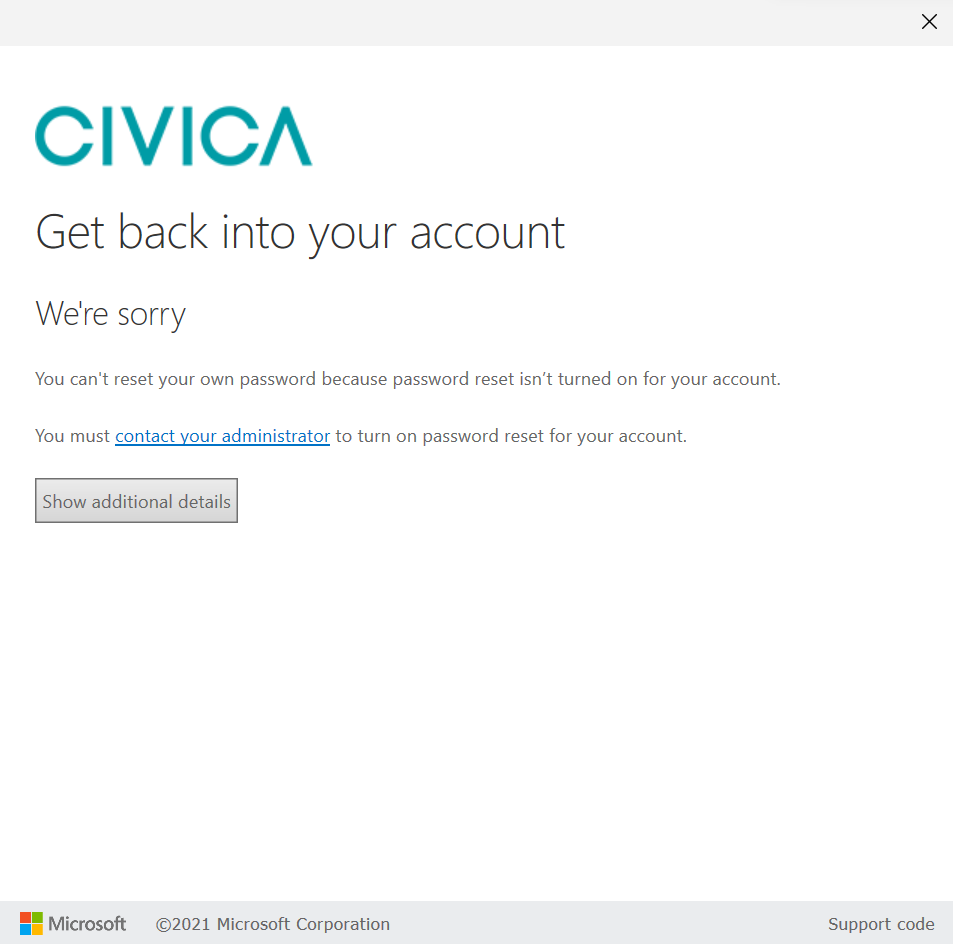 CIVICA
Get back into your account
We're sorry
You can't reset your own password because password reset isn’t turned on for your account.
You must contact your administrator to turn on password reset for your account.
Show additional details
Microsoft ©2021 Microsoft Corporation Support code